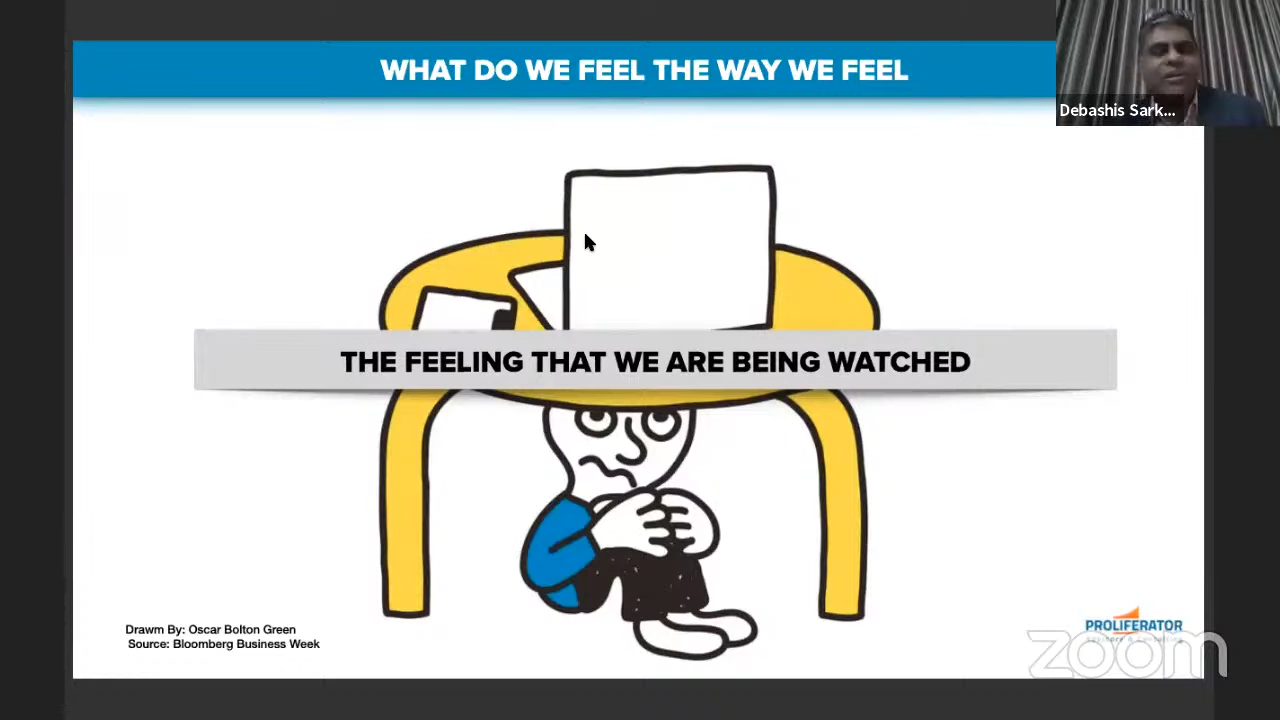 WHAT DO WE FEEL THE WAY WE FEEL
Debashis Sark...
THE FEELING THAT WE ARE BEING WATCHED
Drawm By: Oscar Bolton Green
Source: Bloomberg Business Week
PROLIFERATOR
zoom